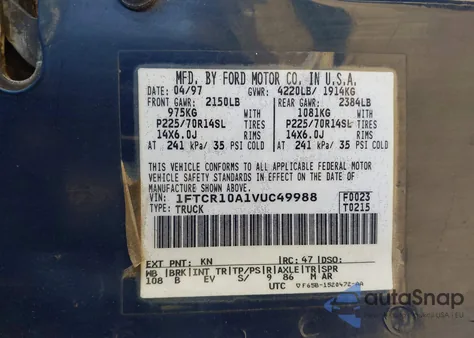 MFD. BY FORD MOTOR CO. IN U.S.A.
DATE: 04/97 GVWR: 4220LB/ 1914KG
FRONT GAWR: 2150LB REAR GAWR: 2384LB
975KG WITH 1081KG WITH
P225/70R14SL TIRES P225/70R14SL TIRES
14X6.0J RIMS 14X6.0J RIMS
AT 241 kPa/ 35 PSI COLD AT 241 kPa/ 35 PSI COLD
THIS VEHICLE CONFORMS TO ALL APPLICABLE FEDERAL MOTOR
VEHICLE SAFETY STANDARDS IN EFFECT ON THE DATE OF
MANUFACTURE SHOWN ABOVE.
VIN: 1FTCR10A1VUC49988 F0023
TYPE: TRUCK T0215
EXT PNT: KN RC: 47 DSO:
WB BRK INT TR TP/PS R AXLE TR SPR
108 B EV S/ 9 86 M AR
UTC
autoSnap